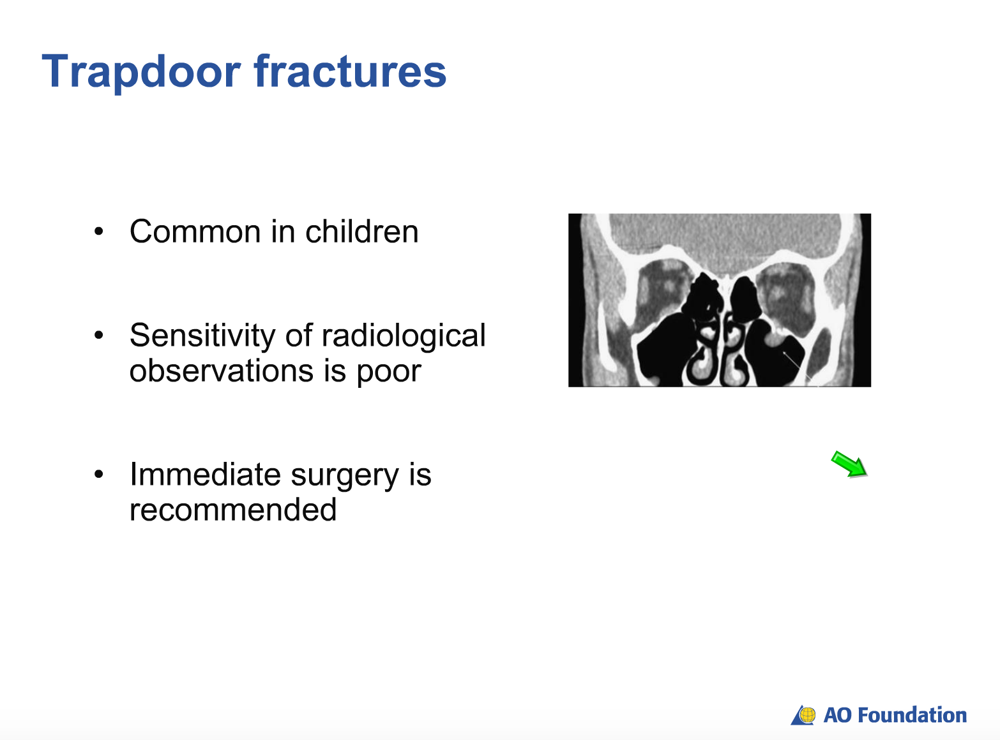 Trapdoor fractures
• Common in children
• Sensitivity of radiological
observations is poor
• Immediate surgery is
recommended
AO Foundation